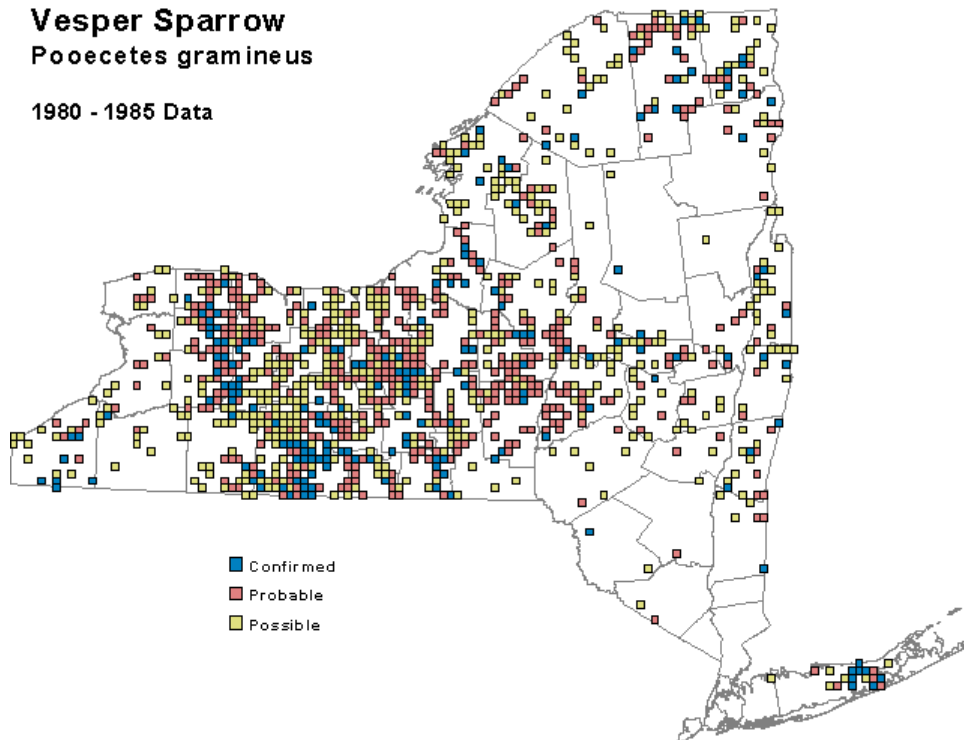 Vesper Sparrow
Pooecetes gramineus
1980 - 1985 Data
Confirmed
Probable
Possible